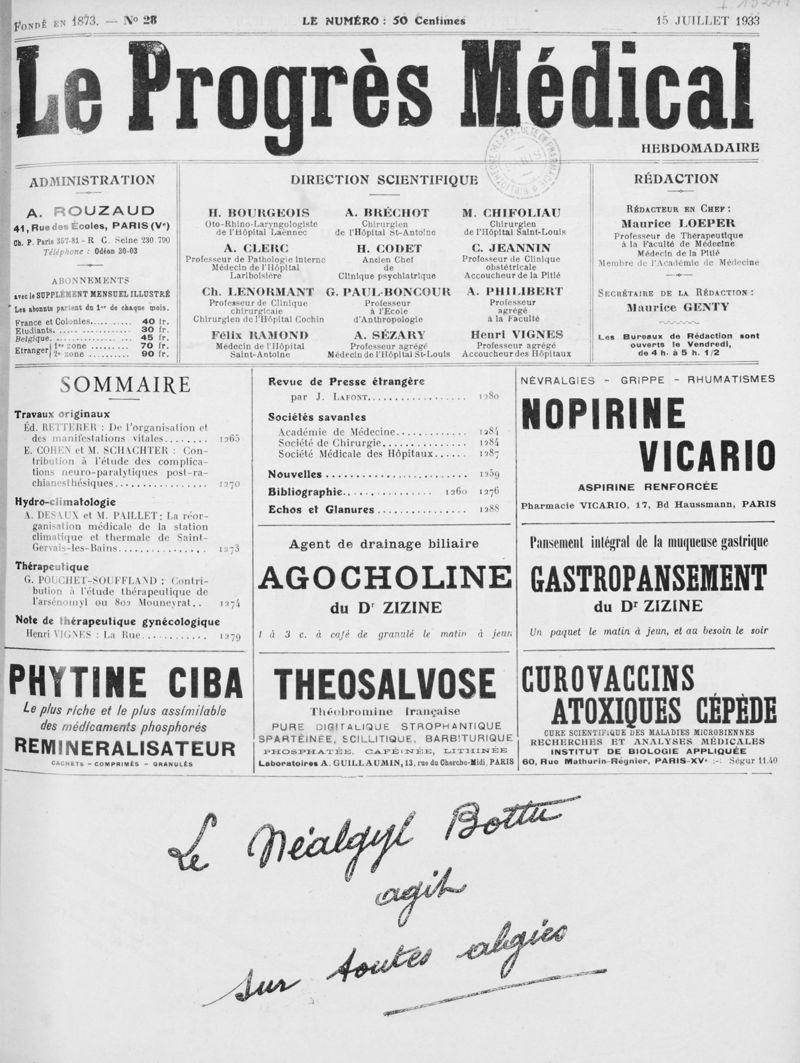 FONDÉ EN 1873. — No 28
LE NUMÉRO : 50 Centimes
15 JUILLET 1933
Le Progrès Médical
HEBDOMADAIRE
ADMINISTRATION
A. ROUZAUD
41, Rue des Écoles, PARIS (Ve)
Ch. P. Paris 357-81 - R C. Seine 230.790
Téléphone : Odéon 30-03
ABONNEMENTS
avec le SUPPLÉMENT MENSUEL ILLUSTRÉ
Les abonts partent du 1er de chaque mois.
France et Colonies.......... 40 fr.
Etudiants.................... 30 fr.
Belgique..................... 45 fr.
Etranger 1re zone ........... 70 fr.
2e zone ........... 90 fr.
DIRECTION SCIENTIFIQUE
H. BOURGEOIS
Oto-Rhino-Laryngologiste
de l'Hôpital Laënnec
A. CLERC
Professeur de Pathologie interne
Médecin de l'Hôpital
Lariboisière
Ch. LENORMANT
Professeur de Clinique
chirurgicale
Chirurgien de l'Hôpital Cochin
Félix RAMOND
Médecin de l'Hôpital
Saint-Antoine
A. BRÉCHOT
Chirurgien
de l'Hôpital St-Antoine
H. CODET
Ancien Chef
de
Clinique psychiatrique
G. PAUL-BONCOUR
Professeur
à l'Ecole
d'Anthropologie
A. SÉZARY
Professeur agrégé
Médecin de l'Hôpital St-Louis
M. CHIFOLIAU
Chirurgien
de l'Hôpital Saint-Louis
C. JEANNIN
Professeur de Clinique
obstétricale
Accoucheur de la Pitié
A. PHILIBERT
Professeur
agrégé
à la Faculté
Henri VIGNES
Professeur agrégé
Accoucheur des Hôpitaux
RÉDACTION
RÉDACTEUR EN CHEF :
Maurice LOEPER
Professeur de Thérapeutique
à la Faculté de Médecine
Médecin de la Pitié
Membre de l'Académie de Médecine
SECRÉTAIRE DE LA RÉDACTION :
Maurice GENTY
Les Bureaux de Rédaction sont
ouverts le Vendredi,
de 4 h. à 5 h. 1/2
SOMMAIRE
Travaux originaux
Éd. RETTERER : De l'organisation et
des manifestations vitales........ 1265
E. COHEN et M. SCHACHTER : Con-
tribution à l'étude des complica-
tions neuro-paralytiques post-ra-
chianesthésiques................. 1270
Hydro-climatologie
A. DESAUX et M. PAILLET : La réor-
ganisation médicale de la station
climatique et thermale de Saint-
Gervais-les-Bains................ 1273
Thérapeutique
G. POUCHET-SOUFFLAND : Contri-
bution à l'étude thérapeutique de
l'arsénomyl ou 802 Mouneyrat.. 1274
Note de thérapeutique gynécologique
Henri VIGNES : La Rue............ 1279
Revue de Presse étrangère
par J. LAFONT.................... 1280
Sociétés savantes
Académie de Médecine............. 1284
Société de Chirurgie............. 1284
Société Médicale des Hôpitaux...... 1287
Nouvelles....................... 1259
Bibliographie.................. 1260 1276
Echos et Glanures............... 1288
Agent de drainage biliaire
AGOCHOLINE
du Dr ZIZINE
1 à 3 c. à café de granulé le matin à jeun
NÉVRALGIES - GRIPPE - RHUMATISMES
NOPIRINE
VICARIO
ASPIRINE RENFORCÉE
Pharmacie VICARIO, 17, Bd Haussmann, PARIS
Pansement intégral de la muqueuse gastrique
GASTROPANSEMENT
du Dr ZIZINE
Un paquet le matin à jeun, et au besoin le soir
PHYTINE CIBA
Le plus riche et le plus assimilable
des médicaments phosphorés
REMINERALISATEUR
CACHETS - COMPRIMÉS - GRANULÉS
THEOSALVOSE
Théobromine française
PURE DIGITALIQUE STROPHANTIQUE
SPARTÉINÉE, SCILLITIQUE, BARBITURIQUE
PHOSPHATÉE, CAFÉINÉE, LITHINÉE
Laboratoires A. GUILLAUMIN, 13, rue du Cherche-Midi, PARIS
CUROVACCINS
ATOXIQUES CÉPÈDE
CURE SCIENTIFIQUE DES MALADIES MICROBIENNES
RECHERCHES ET ANALYSES MÉDICALES
INSTITUT DE BIOLOGIE APPLIQUÉE
60, Rue Mathurin-Régnier, PARIS-XVe :-: Ségur 11.40
Le Néalgyl Bottu
agit
sur toutes algies